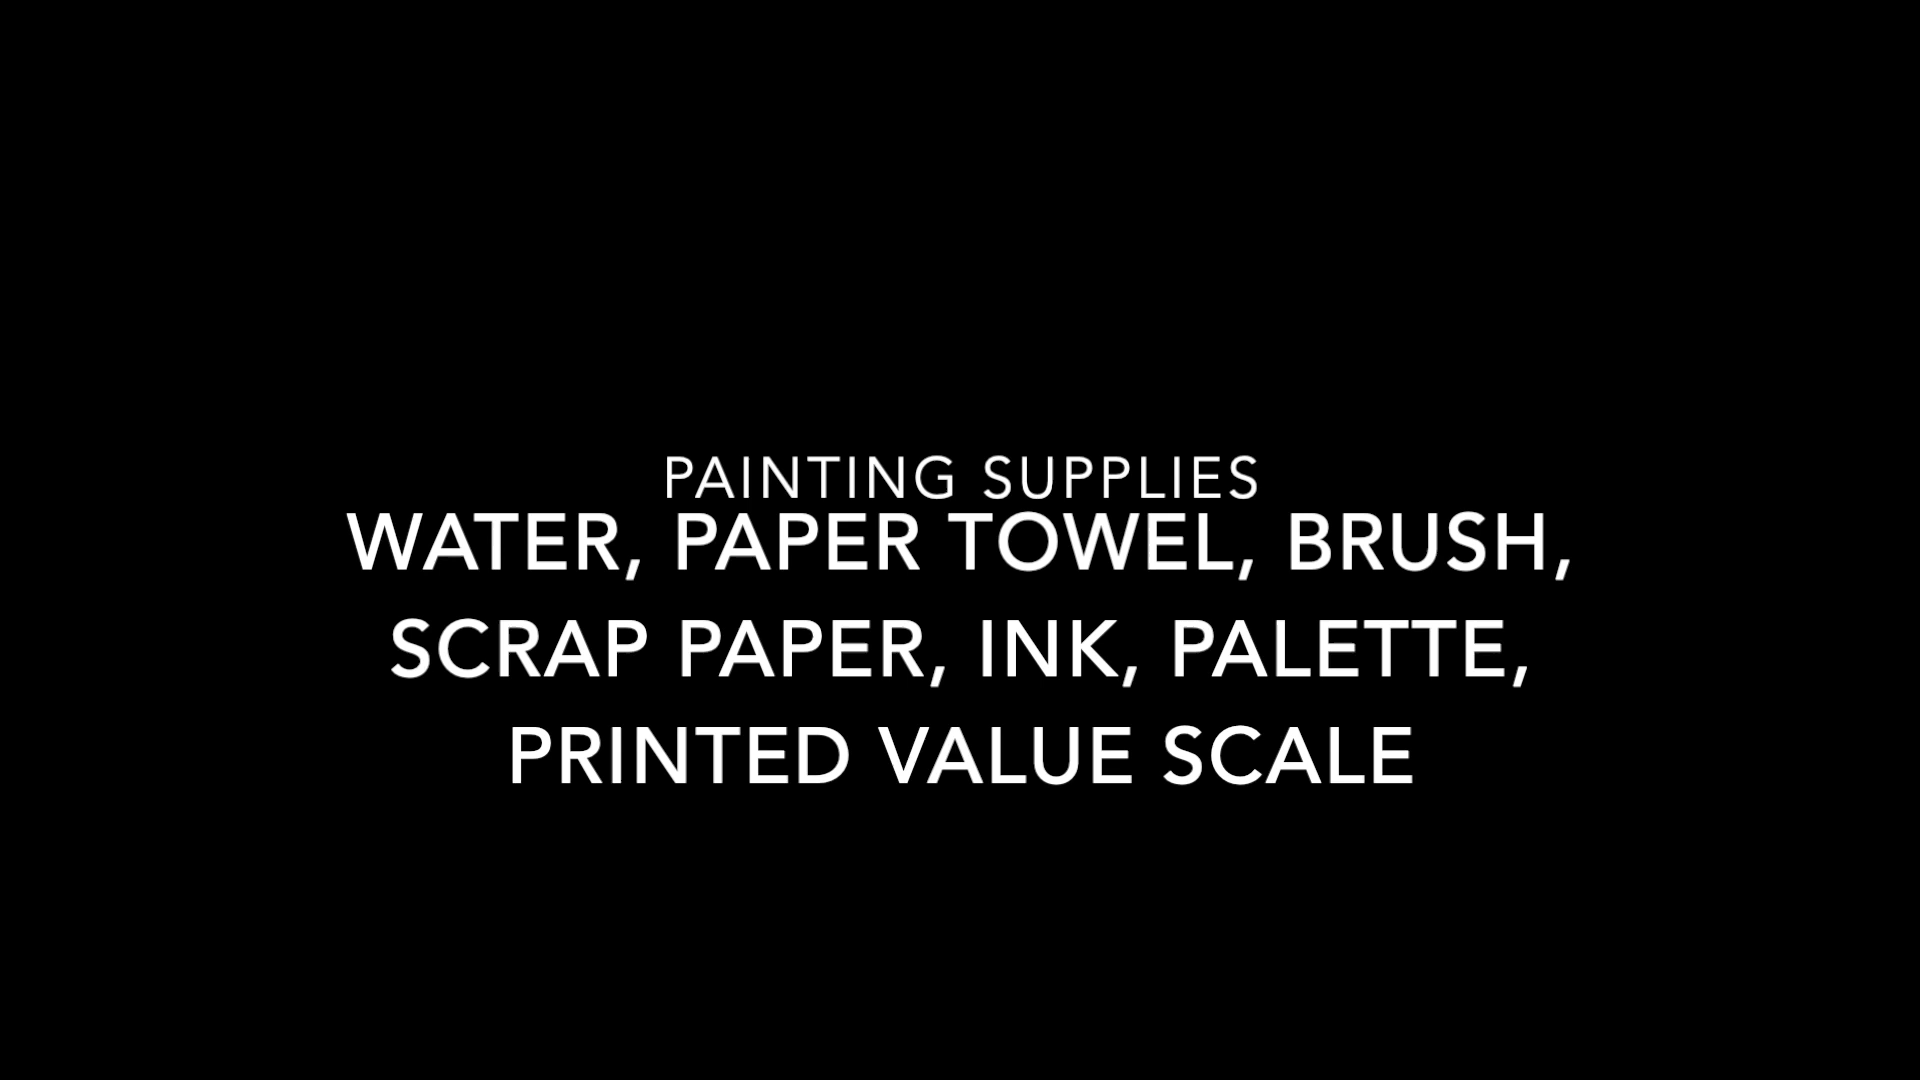 PAINTING SUPPLIES
WATER, PAPER TOWEL, BRUSH,
SCRAP PAPER, INK, PALETTE,
PRINTED VALUE SCALE